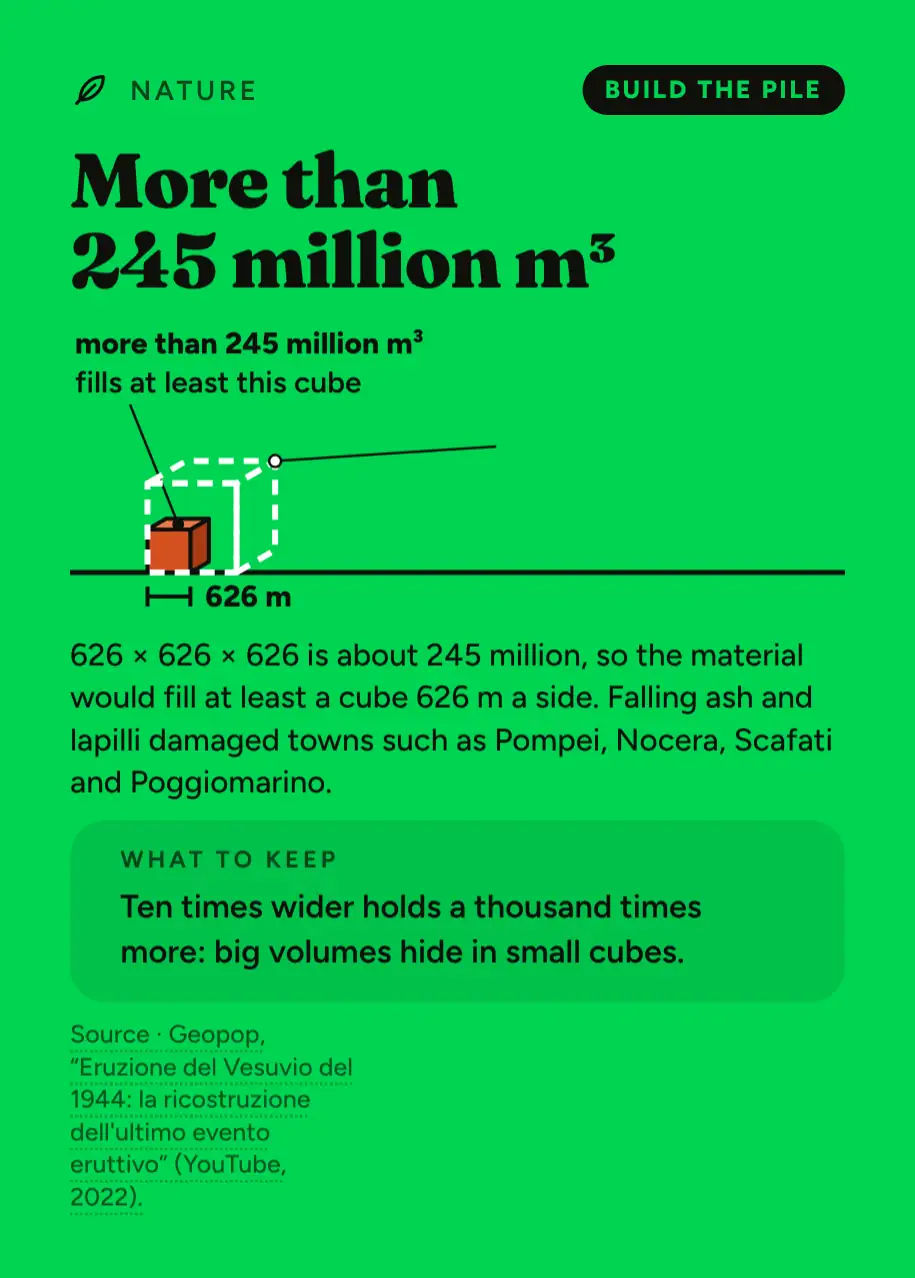 NATURE
BUILD THE PILE
More than
245 million m³
more than 245 million m³
fills at least this cube
626 m
626 × 626 × 626 is about 245 million, so the material
would fill at least a cube 626 m a side. Falling ash and
lapilli damaged towns such as Pompei, Nocera, Scafati
and Poggiomarino.
WHAT TO KEEP
Ten times wider holds a thousand times
more: big volumes hide in small cubes.
Source · Geopop,
“Eruzione del Vesuvio del
1944: la ricostruzione
dell'ultimo evento
eruttivo” (YouTube,
2022).